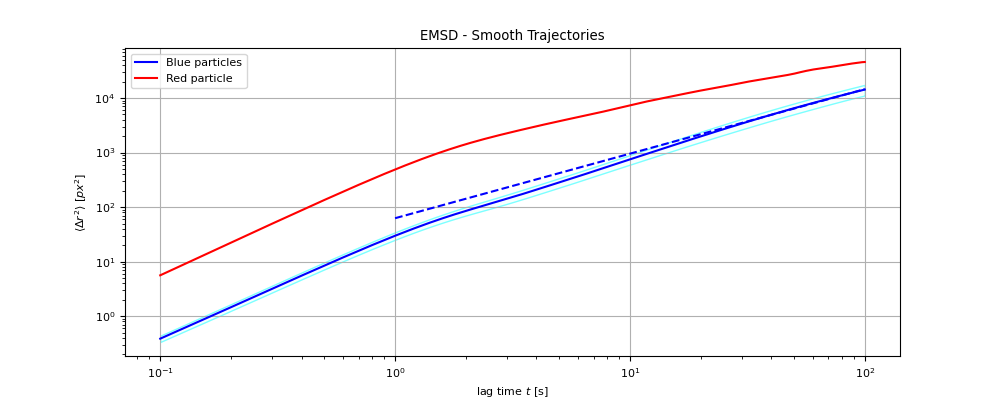 EMSD - Smooth Trajectories
Blue particles
Red particle
⟨Δr²⟩ [px²]
10⁴
10³
10²
10¹
10⁰
10⁻¹ 10⁰ 10¹ 10²
lag time t [s]